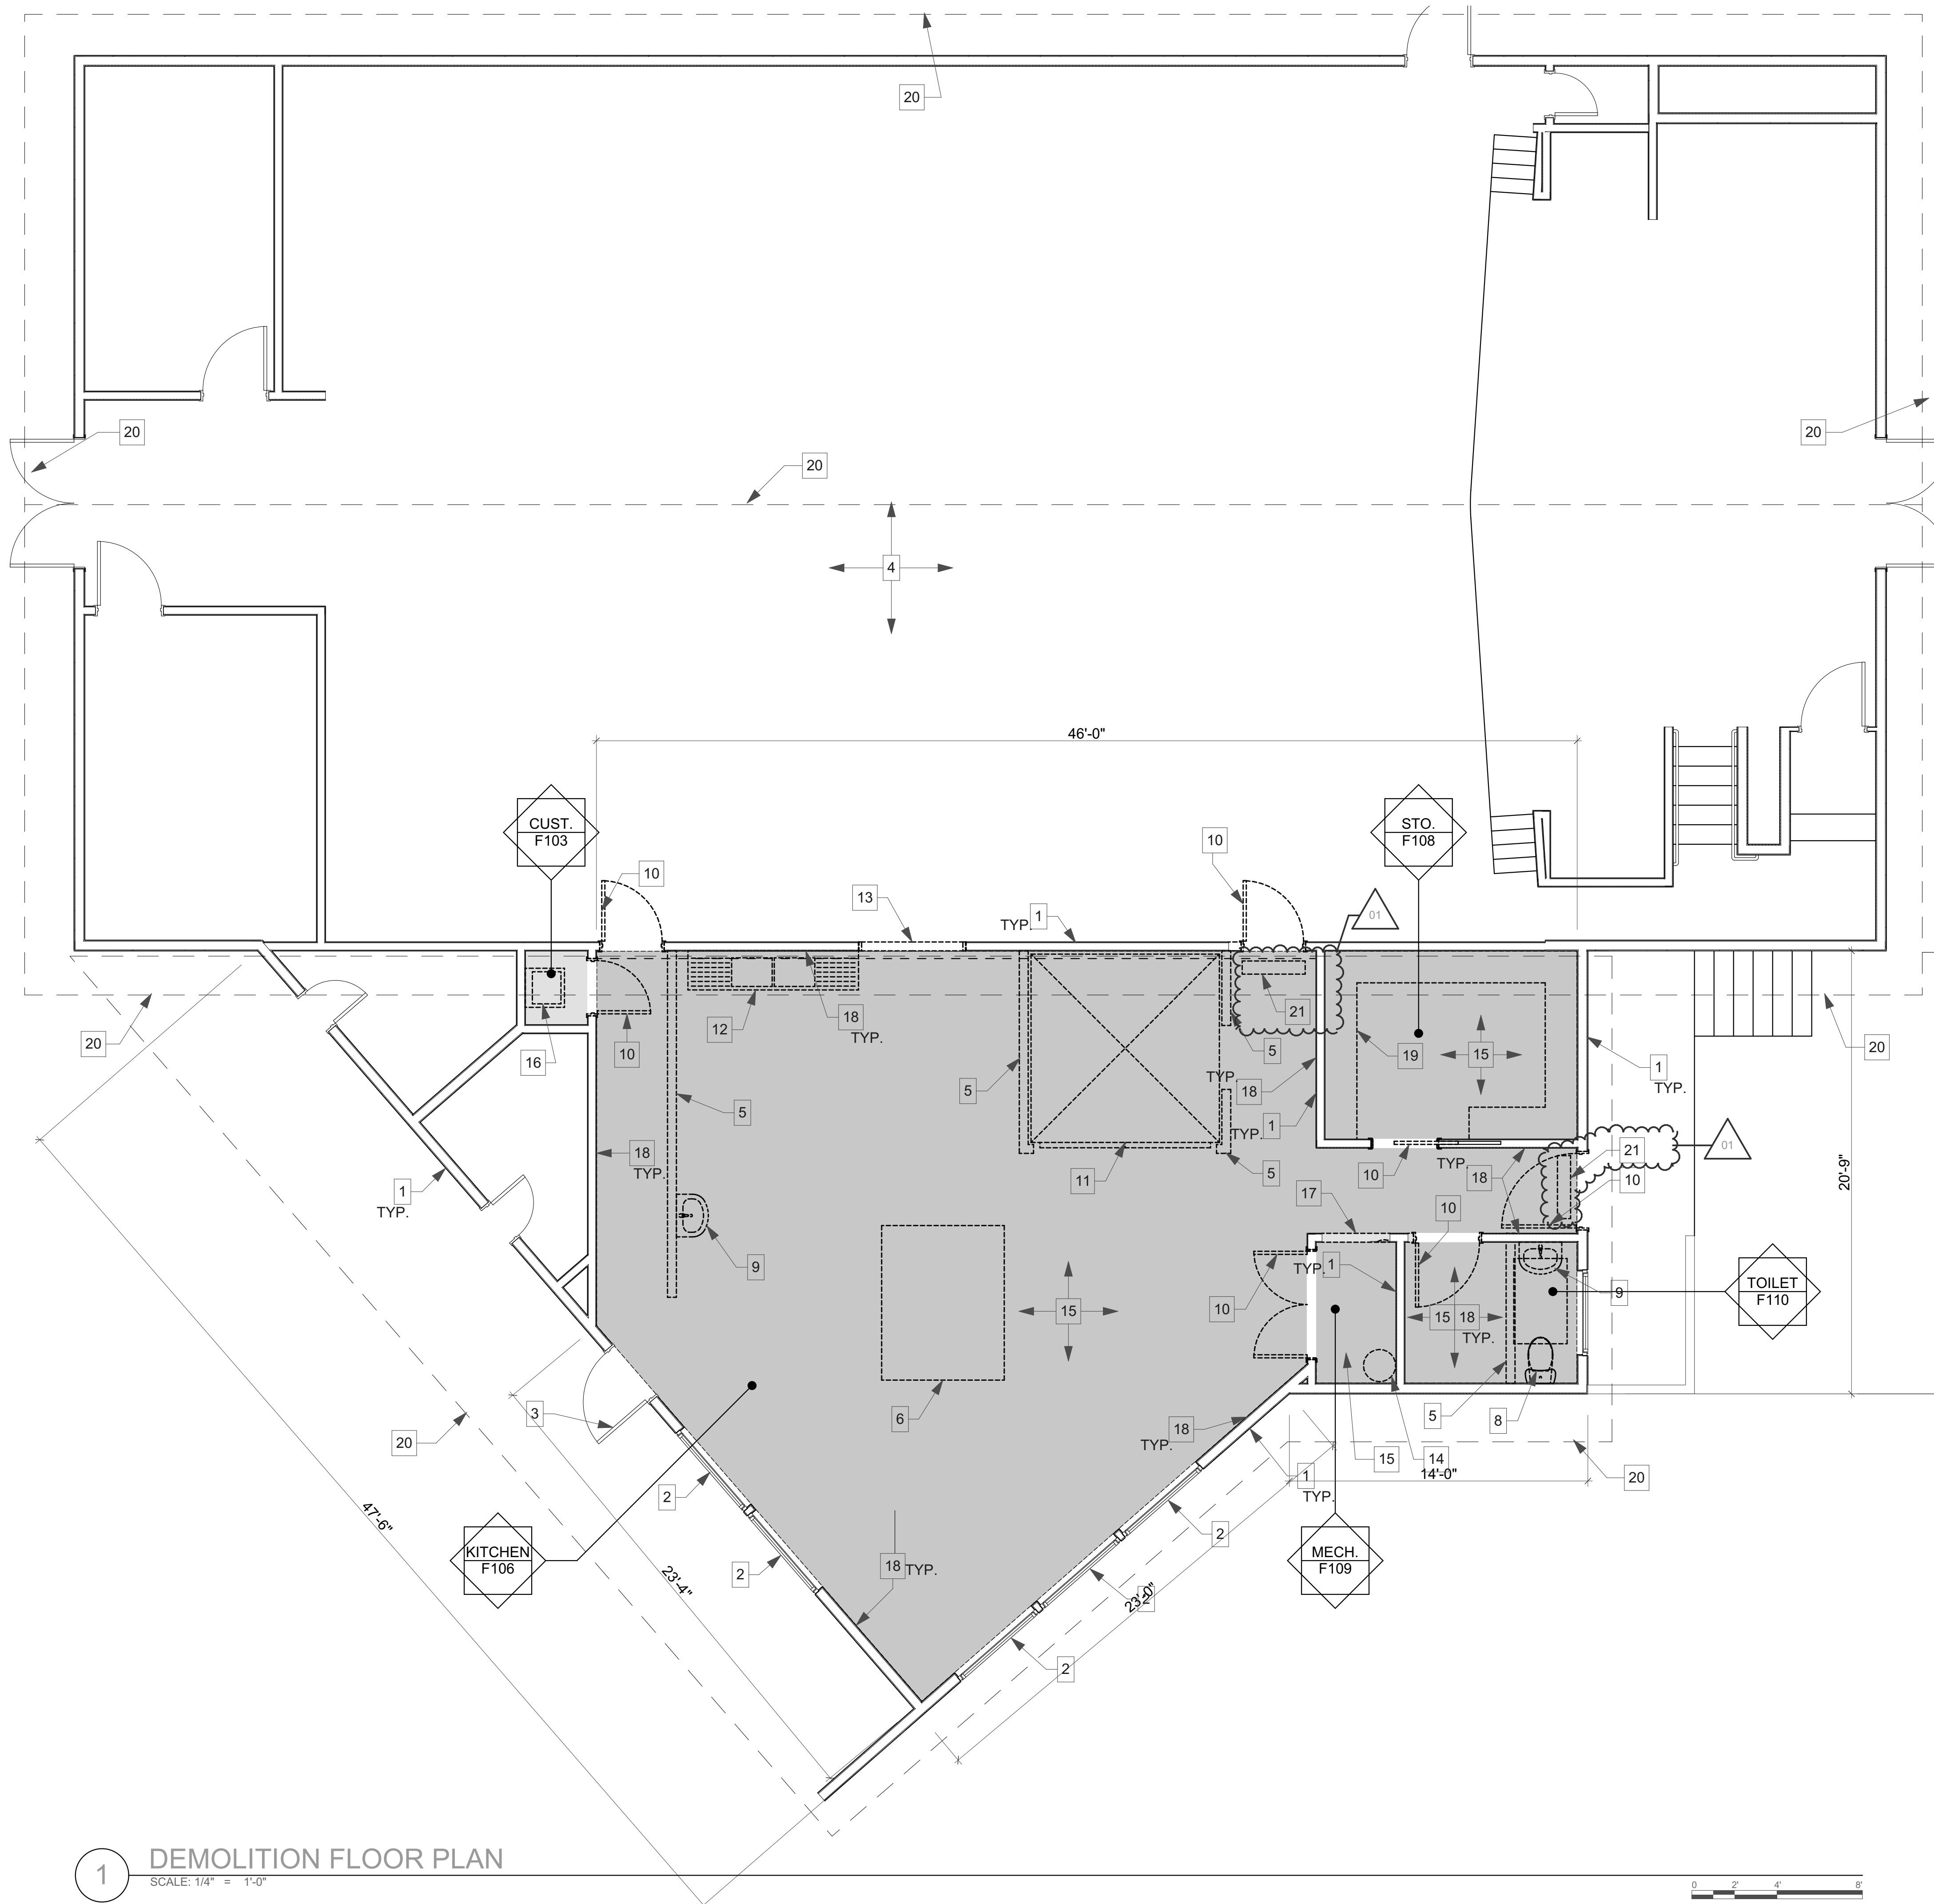 20
20
20
20
4
46'-0"
CUST.
F103
STO.
F108
10
10
13
TYP.
1
01
12
18
TYP.
21
20
10
16
5
5
5
19
15
20
1
TYP.
TYP.
18
1
TYP.
01
18
TYP.
1
TYP.
11
5
10
TYP.
18
21
10
20'-9"
17
10
9
TYP.
1
10
15
15
18
TYP.
9
TOILET
F110
3
20
6
18
TYP.
5
8
15
14
14'-0"
20
1
TYP.
2
2
47'-6"
KITCHEN
F106
23'-4"
2
18
TYP.
MECH.
F109
23'-0"
2
2
1
DEMOLITION FLOOR PLAN
SCALE: 1/4" = 1'-0"
0 2' 4' 8'